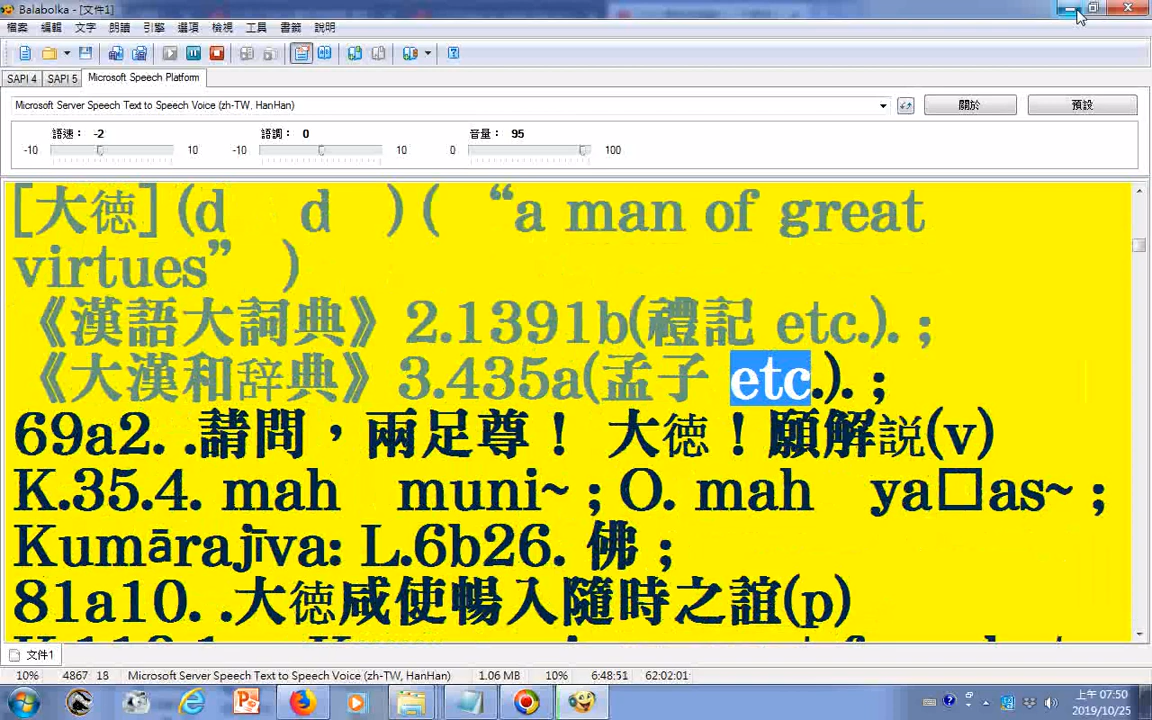 Balabolka - [文件1]
檔案 編輯 文字 朗讀 引擎 選項 檢視 工具 書籤 說明
SAPI 4 SAPI 5 Microsoft Speech Platform
Microsoft Server Speech Text to Speech Voice (zh-TW, HanHan) 關於 預設
語速： -2 語調： 0 音量： 95
-10 10 -10 10 0 100
[大徳] (d d ) ( “a man of great
virtues” )
《漢語大詞典》 2.1391b(禮記 etc.). ;
《大漢和辞典》 3.435a(孟子 etc.). ;
69a2. .請問，兩足尊！ 大徳！願解説(v)
K.35.4. mah muni~ ; O. mah ya□as~ ;
Kumārajīva: L.6b26. 佛 ;
81a10. .大徳咸使暢入隨時之誼(p)
文件1
10% 4867 18 Microsoft Server Speech Text to Speech Voice (zh-TW, HanHan) 1.06 MB 10% 6:48:51 62:02:01
上午 07:50
2019/10/25